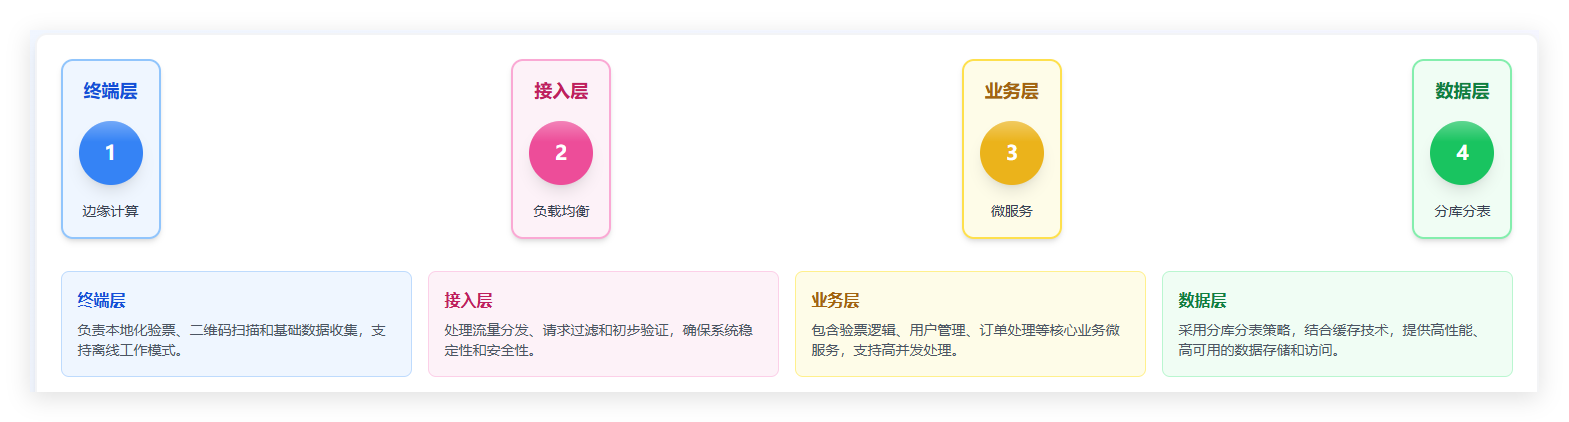 终端层
1
边缘计算
接入层
2
负载均衡
业务层
3
微服务
数据层
4
分库分表
终端层
负责本地化验票、二维码扫描和基础数据收集，支
持离线工作模式。
接入层
处理流量分发、请求过滤和初步验证，确保系统稳
定性和安全性。
业务层
包含验票逻辑、用户管理、订单处理等核心业务微
服务，支持高并发处理。
数据层
采用分库分表策略，结合缓存技术，提供高性能、
高可用的数据存储和访问。